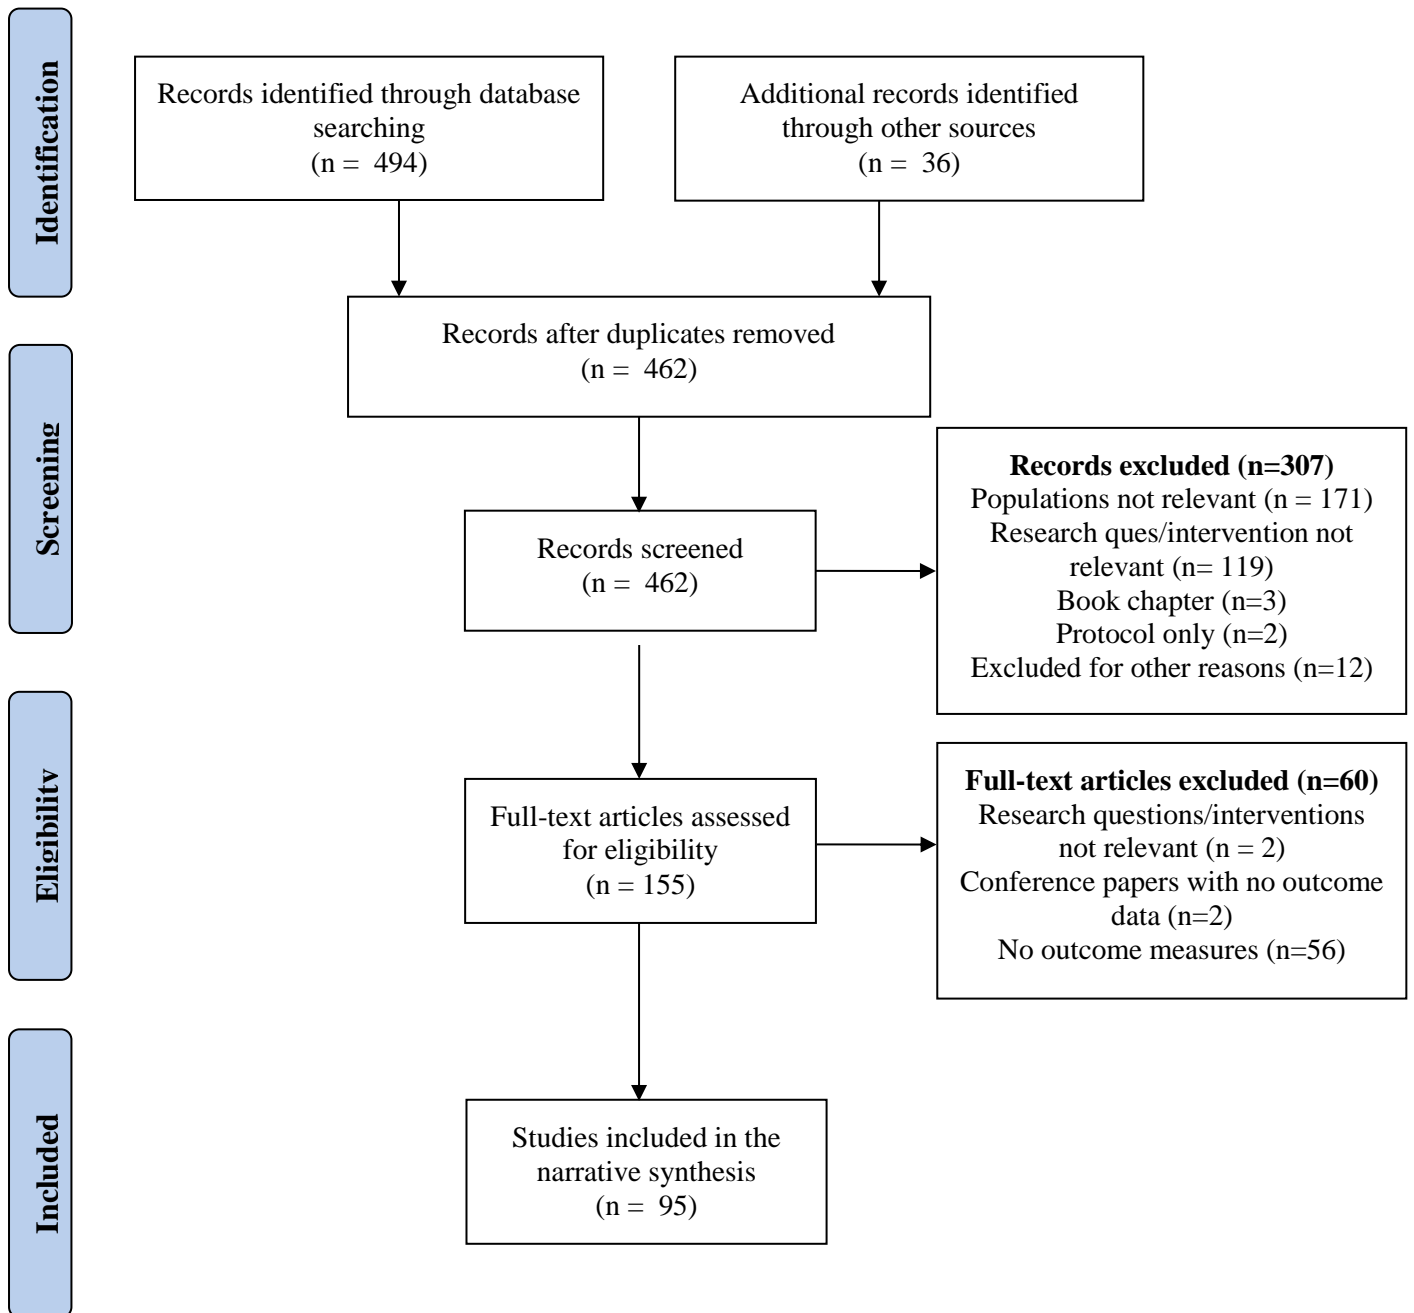 Identification
Records identified through database
searching
(n = 494)
Additional records identified
through other sources
(n = 36)
Records after duplicates removed
(n = 462)
Screening
Records screened
(n = 462)
Records excluded (n=307)
Populations not relevant (n = 171)
Research ques/intervention not
relevant (n= 119)
Book chapter (n=3)
Protocol only (n=2)
Excluded for other reasons (n=12)
Eligibility
Full-text articles assessed
for eligibility
(n = 155)
Full-text articles excluded (n=60)
Research questions/interventions
not relevant (n = 2)
Conference papers with no outcome
data (n=2)
No outcome measures (n=56)
Included
Studies included in the
narrative synthesis
(n = 95)